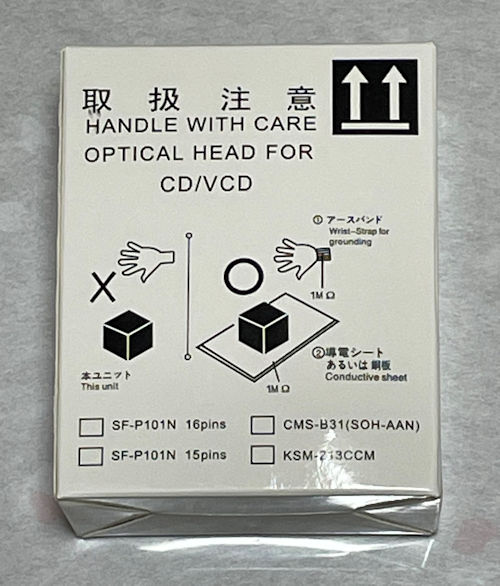 取扱注意
HANDLE WITH CARE
OPTICAL HEAD FOR
CD/VCD
① アースバンド
Wrist-Strap for
grounding
1M Ω
本ユニット
This unit
②導電シート
あるいは 銅板
Conductive sheet
1M Ω
SF-P101N 16pins
CMS-B31(SOH-AAN)
SF-P101N 15pins
KSM-213CCM